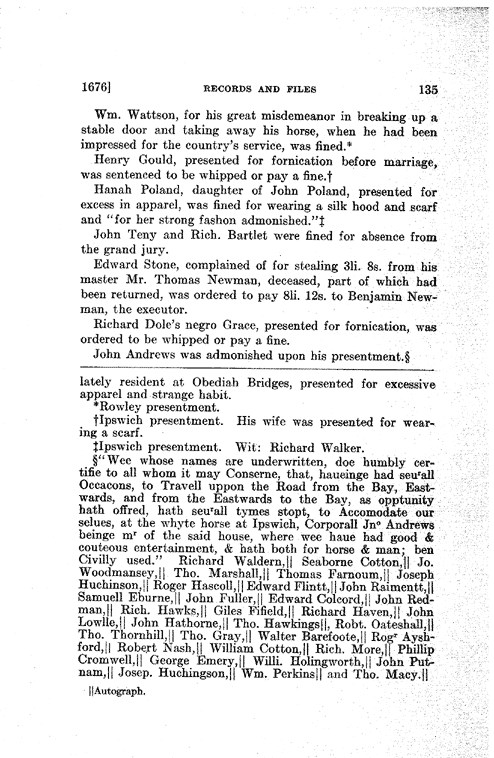 1676] RECORDS AND FILES 135
Wm. Wattson, for his great misdemeanor in breaking up a
stable door and taking away his horse, when he had been
impressed for the country's service, was fined.*
Henry Gould, presented for fornication before marriage,
was sentenced to be whipped or pay a fine.†
Hanah Poland, daughter of John Poland, presented for
excess in apparel, was fined for wearing a silk hood and scarf
and "for her strong fashon admonished."‡
John Teny and Rich. Bartlet were fined for absence from
the grand jury.
Edward Stone, complained of for stealing 3li. 8s. from his
master Mr. Thomas Newman, deceased, part of which had
been returned, was ordered to pay 8li. 12s. to Benjamin New-
man, the executor.
Richard Dole's negro Grace, presented for fornication, was
ordered to be whipped or pay a fine.
John Andrews was admonished upon his presentment.§
lately resident at Obediah Bridges, presented for excessive
apparel and strange habit.
*Rowley presentment.
†Ipswich presentment. His wife was presented for wear-
ing a scarf.
‡Ipswich presentment. Wit: Richard Walker.
§"Wee whose names are underwritten, doe humbly cer-
tifie to all whom it may Conserne, that, haueinge had seuʳall
Occacons, to Travell uppon the Road from the Bay, East-
wards, and from the Eastwards to the Bay, as opptunity
hath offred, hath seuʳall tymes stopt, to Accomodate our
selues, at the whyte horse at Ipswich, Corporall Jnᵒ Andrews
beinge mʳ of the said house, where wee haue had good &
couteous entertainment, & hath both for horse & man; ben
Civilly used." Richard Waldern,|| Seaborne Cotton,|| Jo.
Woodmansey,|| Tho. Marshall,|| Thomas Farnoum,|| Joseph
Huchinson,|| Roger Hascoll,|| Edward Flintt,|| John Raimentt,||
Samuell Eburne,|| John Fuller,|| Edward Colcord,|| John Red-
man,|| Rich. Hawks,|| Giles Fifield,|| Richard Haven,|| John
Lowlle,|| John Hathorne,|| Tho. Hawkings||, Robt. Oateshall,||
Tho. Thornhill,|| Tho. Gray,|| Walter Barefoote,|| Rogʳ Aysh-
ford,|| Robert Nash,|| William Cotton,|| Rich. More,|| Phillip
Cromwell,|| George Emery,|| Willi. Holingworth,|| John Put-
nam,|| Josep. Huchingson,|| Wm. Perkins|| and Tho. Macy.||
||Autograph.